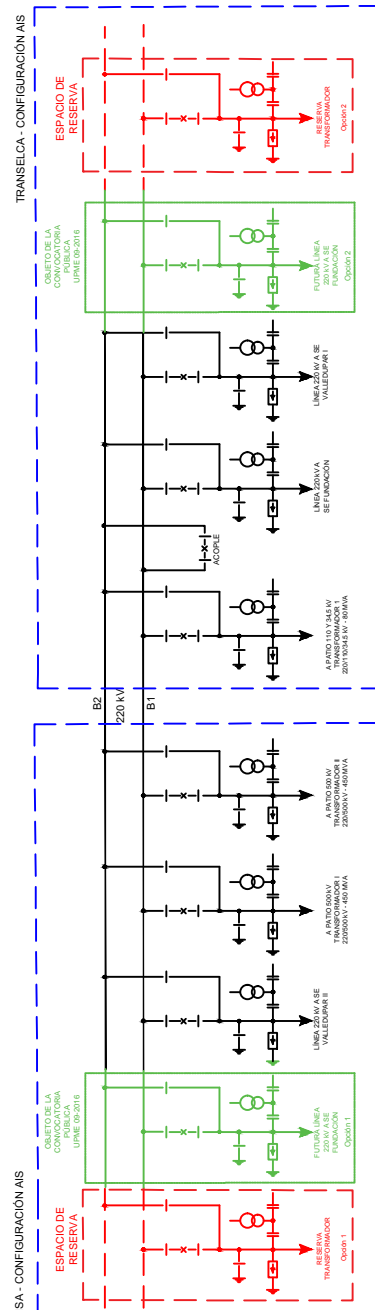 TRANSELCA - CONFIGURACIÓN AIS
ESPACIO DE
RESERVA
RESERVA
TRANSFORMADOR
Opción 2
OBJETO DE LA
CONVOCATORIA
PÚBLICA
UPME 09-2016
FUTURA LÍNEA
220 kV A SE
FUNDACIÓN
Opción 2
LÍNEA 220 kV A SE
VALLEDUPAR I
LÍNEA 220 kV A
SE FUNDACIÓN
ACOPLE
A PATIO 110 Y 34.5 kV
TRANSFORMADOR 1
220/110/34.5 kV - 80 MVA
B2
220 kV
B1
A PATIO 500 kV
TRANSFORMADOR II
220/500 kV - 450 MVA
A PATIO 500 kV
TRANSFORMADOR I
220/500 kV - 450 MVA
LÍNEA 220 kV A SE
VALLEDUPAR II
OBJETO DE LA
CONVOCATORIA
PÚBLICA
UPME 09-2016
FUTURA LÍNEA
220 kV A SE
FUNDACIÓN
Opción 1
ESPACIO DE
RESERVA
RESERVA
TRANSFORMADOR
Opción 1
SA - CONFIGURACIÓN AIS